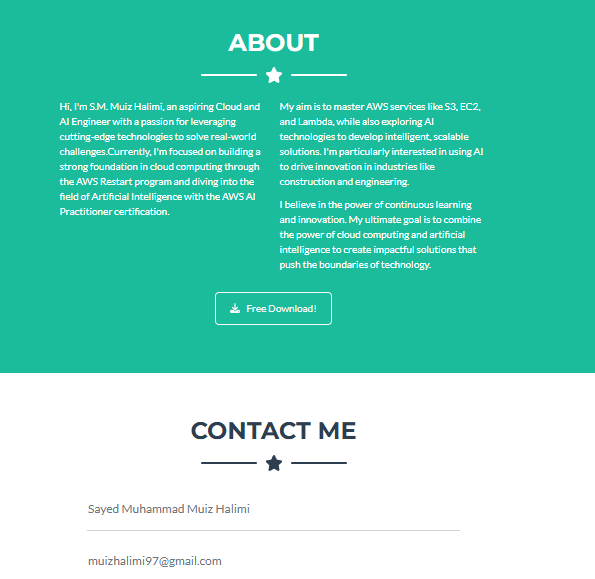 ABOUT
Hi, I'm S.M. Muiz Halimi, an aspiring Cloud and
AI Engineer with a passion for leveraging
cutting-edge technologies to solve real-world
challenges.Currently, I'm focused on building a
strong foundation in cloud computing through
the AWS Restart program and diving into the
field of Artificial Intelligence with the AWS AI
Practitioner certification.
My aim is to master AWS services like S3, EC2,
and Lambda, while also exploring AI
technologies to develop intelligent, scalable
solutions. I'm particularly interested in using AI
to drive innovation in industries like
construction and engineering.
I believe in the power of continuous learning
and innovation. My ultimate goal is to combine
the power of cloud computing and artificial
intelligence to create impactful solutions that
push the boundaries of technology.
Free Download!
CONTACT ME
Sayed Muhammad Muiz Halimi
muizhalimi97@gmail.com